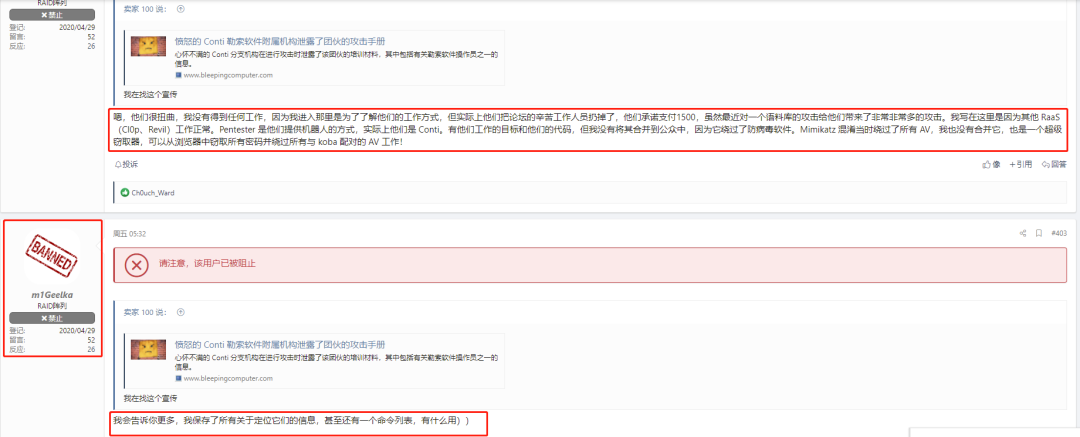 RAID阵列
✖ 禁止
登记: 2020/04/29
留言: 52
反应: 26
卖家 100 说:
愤怒的 Conti 勒索软件附属机构泄露了团伙的攻击手册
心怀不满的 Conti 分支机构在进行攻击时泄露了该团伙的培训材料，其中包括有关勒索软件操作员之一的
信息。
www.bleepingcomputer.com
我在找这个宣传
嗯，他们很扭曲，我没有得到任何工作，因为我进入那里是为了了解他们的工作方式，但实际上他们把论坛的辛苦工作人员扔掉了，他们承诺支付1500，虽然最近对一个语料库的攻击给他们带来了非常非常多的攻击。我写在这里是因为其他 RaaS
（Cl0p、Revil）工作正常。Pentester 是他们提供机器人的方式，实际上他们是 Conti。有他们工作的目标和他们的代码，但我没有将其合并到公众中，因为它绕过了防病毒软件。Mimikatz 混淆当时绕过了所有 AV，我也没有合并它，也是一个超级
窃取器，可以从浏览器中窃取所有密码并绕过所有与 koba 配对的 AV 工作！
投诉
像 +引用 回答
Ch0uch_Ward
周五 05:32
#403
BANNED
请注意，该用户已被阻止
m1Geelka
RAID阵列
✖ 禁止
登记: 2020/04/29
留言: 52
反应: 26
卖家 100 说:
愤怒的 Conti 勒索软件附属机构泄露了团伙的攻击手册
心怀不满的 Conti 分支机构在进行攻击时泄露了该团伙的培训材料，其中包括有关勒索软件操作员之一的
信息。
www.bleepingcomputer.com
我在找这个宣传
我会告诉你更多，我保存了所有关于定位它们的信息，甚至还有一个命令列表，有什么用））